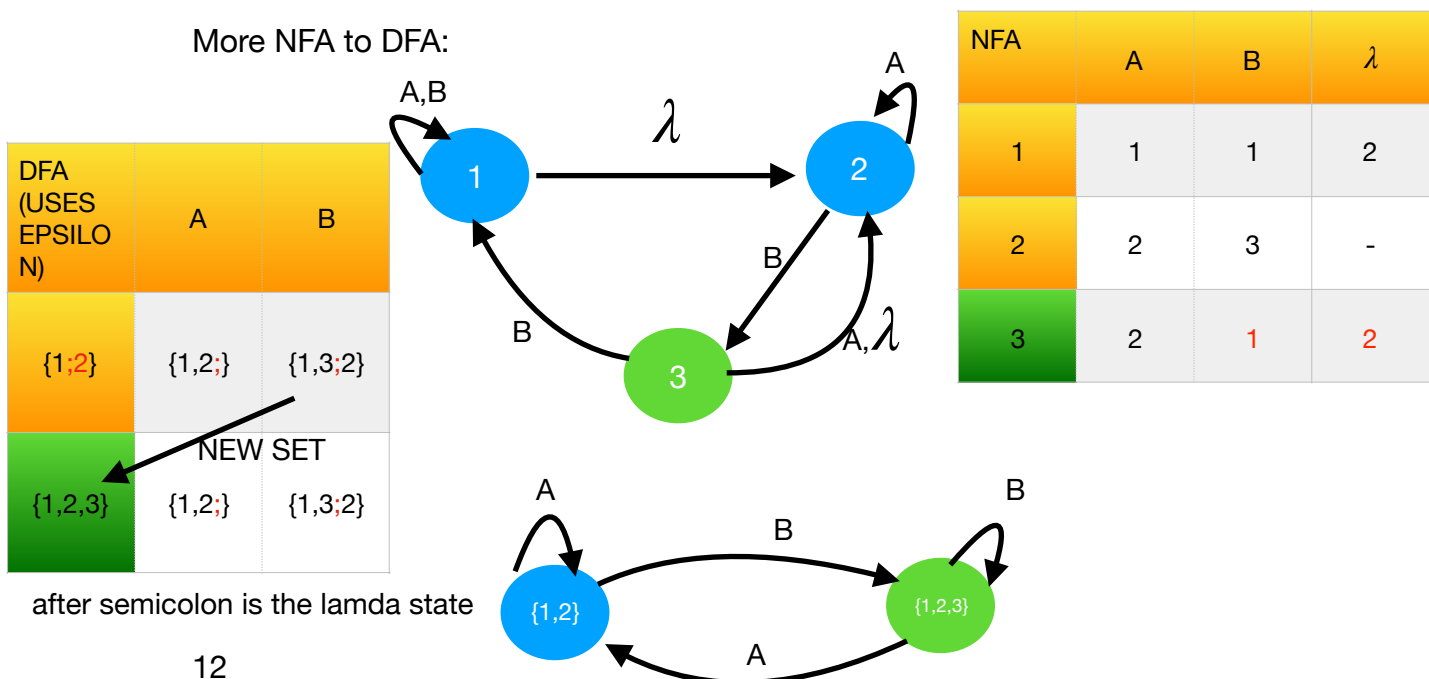 More NFA to DFA:
NFA A B λ
1 1 1 2
2 2 3 -
3 2 1 2
DFA
(USES
EPSILO
N)
A B
{1;2} {1,2;} {1,3;2}
NEW SET
{1,2,3} {1,2;} {1,3;2}
after semicolon is the lamda state
12
A,B
1
λ
A
2
B
B
A,λ
3
A
B
B
{1,2}
{1,2,3}
A